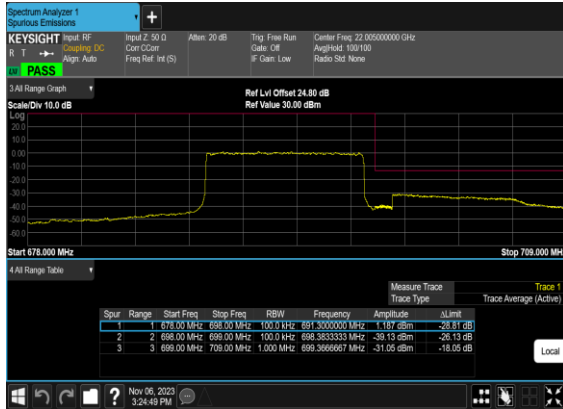 Spectrum Analyzer 1
Spurious Emissions
KEYSIGHT Input: RF Input Z: 50 Ω Atten: 20 dB Trig: Free Run Center Freq: 22.005000000 GHz
R T Coupling: DC Corr CCorr Gate: Off Avg|Hold: 100/100
Align: Auto Freq Ref: Int (S) IF Gain: Low Radio Std: None
PASS
3 All Range Graph
Ref Lvl Offset 24.80 dB
Scale/Div 10.0 dB Ref Value 30.00 dBm
Log
20.0
10.0
0.00
-10.0
-20.0
-30.0
-40.0
-50.0
-60.0
Start 678.000 MHz Stop 709.000 MH
4 All Range Table
Measure Trace Trace 1
Trace Type Trace Average (Active)
Spur Range Start Freq Stop Freq RBW Frequency Amplitude ΔLimit
1 1 678.00 MHz 698.00 MHz 100.0 kHz 691.3000000 MHz 1.187 dBm -28.81 dB
2 2 698.00 MHz 699.00 MHz 100.0 kHz 698.3833333 MHz -39.13 dBm -26.13 dB
3 3 699.00 MHz 709.00 MHz 1.000 MHz 699.3666667 MHz -31.05 dBm -18.05 dB
Local
? Nov 06, 2023
3:24:49 PM